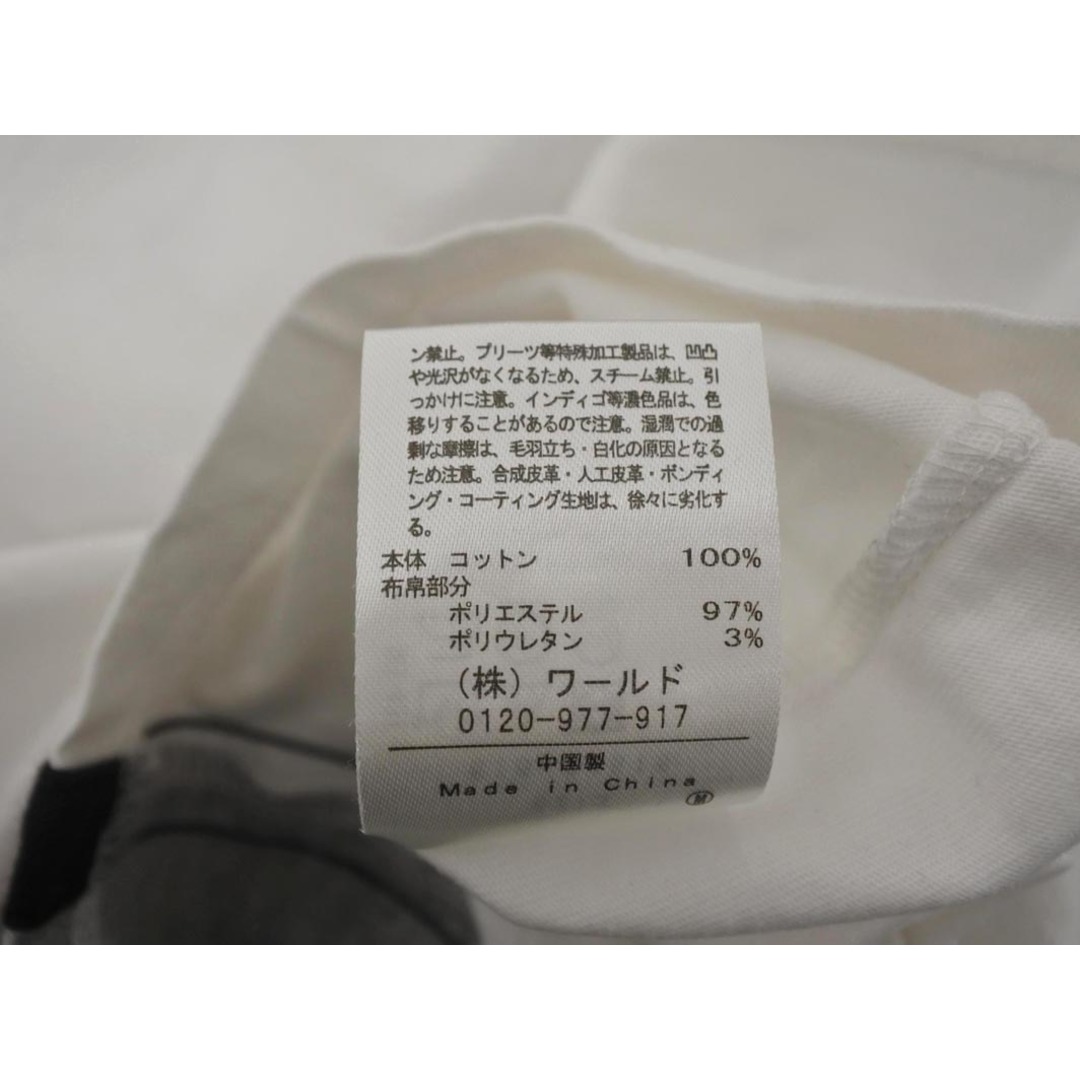 ン禁止。プリーツ等特殊加工製品は、凹凸
や光沢がなくなるため、スチーム禁止。引
っかけに注意。インディゴ等濃色品は、色
移りすることがあるので注意。湿潤での過
剰な摩擦は、毛羽立ち・白化の原因となる
ため注意。合成皮革・人工皮革・ボンディ
ング・コーティング生地は、徐々に劣化す
る。
本体 コットン 100%
布帛部分
ポリエステル 97%
ポリウレタン 3%
(株)ワールド
0120-977-917
中国製
Made in China